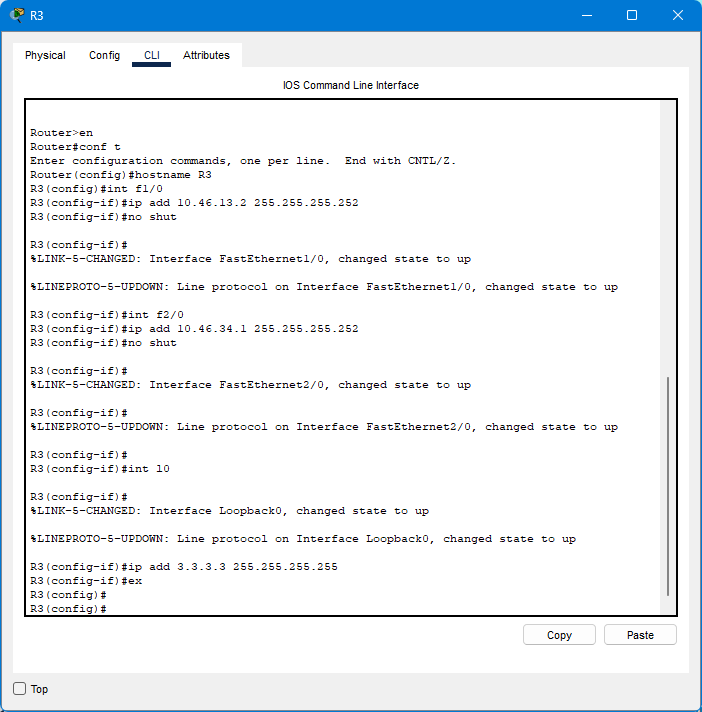 R3
Physical Config CLI Attributes
IOS Command Line Interface
Router>en
Router#conf t
Enter configuration commands, one per line.  End with CNTL/Z.
Router(config)#hostname R3
R3(config)#int f1/0
R3(config-if)#ip add 10.46.13.2 255.255.255.252
R3(config-if)#no shut
R3(config-if)#
%LINK-5-CHANGED: Interface FastEthernet1/0, changed state to up
%LINEPROTO-5-UPDOWN: Line protocol on Interface FastEthernet1/0, changed state to up
R3(config-if)#int f2/0
R3(config-if)#ip add 10.46.34.1 255.255.255.252
R3(config-if)#no shut
R3(config-if)#
%LINK-5-CHANGED: Interface FastEthernet2/0, changed state to up
R3(config-if)#
%LINEPROTO-5-UPDOWN: Line protocol on Interface FastEthernet2/0, changed state to up
R3(config-if)#
R3(config-if)#int l0
R3(config-if)#
%LINK-5-CHANGED: Interface Loopback0, changed state to up
%LINEPROTO-5-UPDOWN: Line protocol on Interface Loopback0, changed state to up
R3(config-if)#ip add 3.3.3.3 255.255.255.255
R3(config-if)#ex
R3(config)#
R3(config)#
Copy Paste
Top